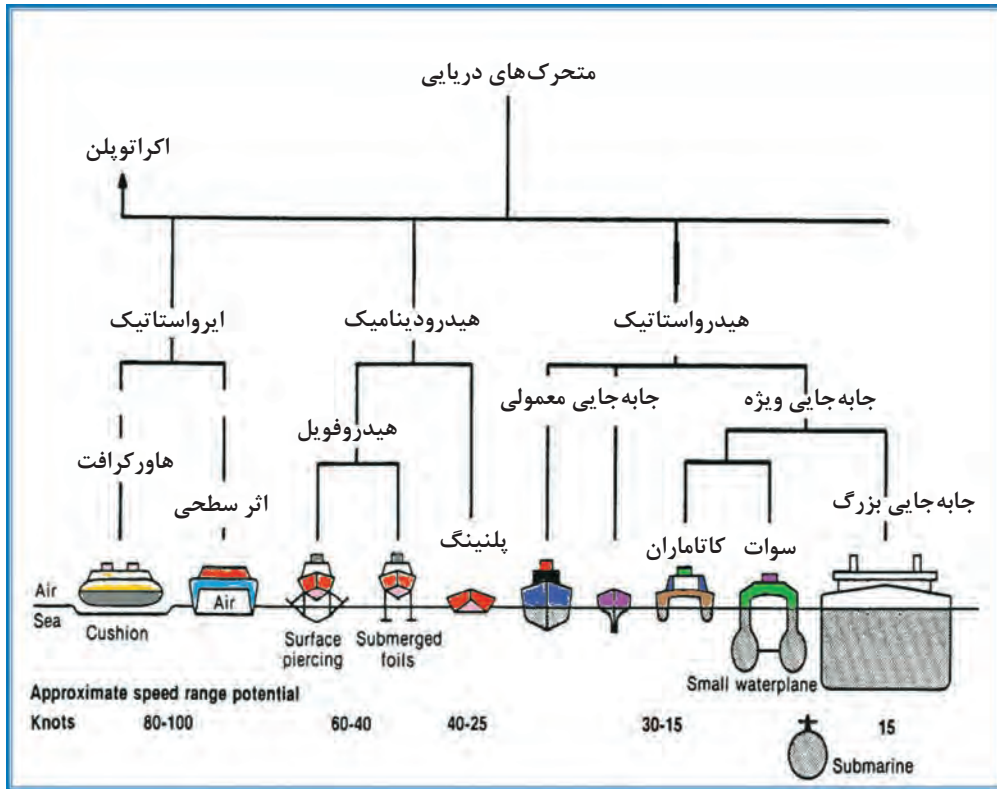 متحرک‌های دریایی
اکراتوپلن
ایرواستاتیک
هیدرودینامیک
هیدرواستاتیک
جابه‌جایی معمولی
جابه‌جایی ویژه
هیدروفویل
هاورکرافت
اثر سطحی
پلنینگ
کاتاماران
سوات
جابه‌جایی بزرگ
Air
Sea
Cushion
Air
Surface piercing
Submerged foils
Small waterplane
Approximate speed range potential
Knots 80-100 60-40 40-25 30-15 15
Submarine